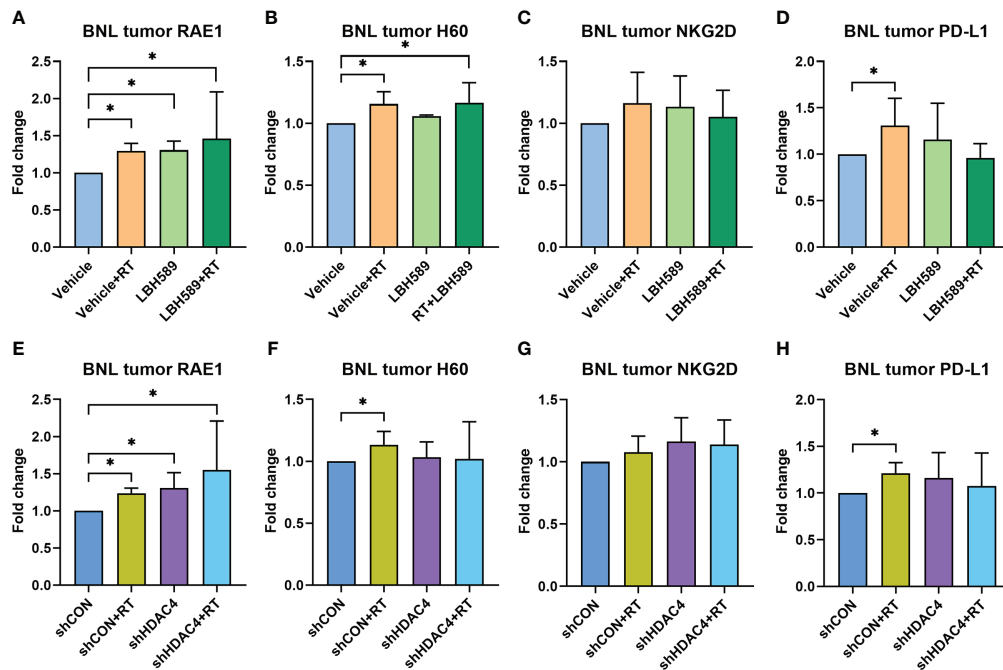 A
BNL tumor RAE1
Fold change
2.5
2.0
1.5
1.0
0.5
0.0
*
*
*
Vehicle
Vehicle+RT
LBH589
LBH589+RT
B
BNL tumor H60
Fold change
1.5
1.0
0.5
0.0
*
*
Vehicle
Vehicle+RT
LBH589
RT+LBH589
C
BNL tumor NKG2D
Fold change
1.5
1.0
0.5
0.0
Vehicle
Vehicle+RT
LBH589
LBH589+RT
D
BNL tumor PD-L1
Fold change
2.0
1.5
1.0
0.5
0.0
*
Vehicle
Vehicle+RT
LBH589
LBH589+RT
E
BNL tumor RAE1
Fold change
2.5
2.0
1.5
1.0
0.5
0.0
*
*
*
shCON
shCON+RT
shHDAC4
shHDAC4+RT
F
BNL tumor H60
Fold change
1.5
1.0
0.5
0.0
*
shCON
shCON+RT
shHDAC4
shHDAC4+RT
G
BNL tumor NKG2D
Fold change
1.5
1.0
0.5
0.0
shCON
shCON+RT
shHDAC4
shHDAC4+RT
H
BNL tumor PD-L1
Fold change
2.0
1.5
1.0
0.5
0.0
*
shCON
shCON+RT
shHDAC4
shHDAC4+RT